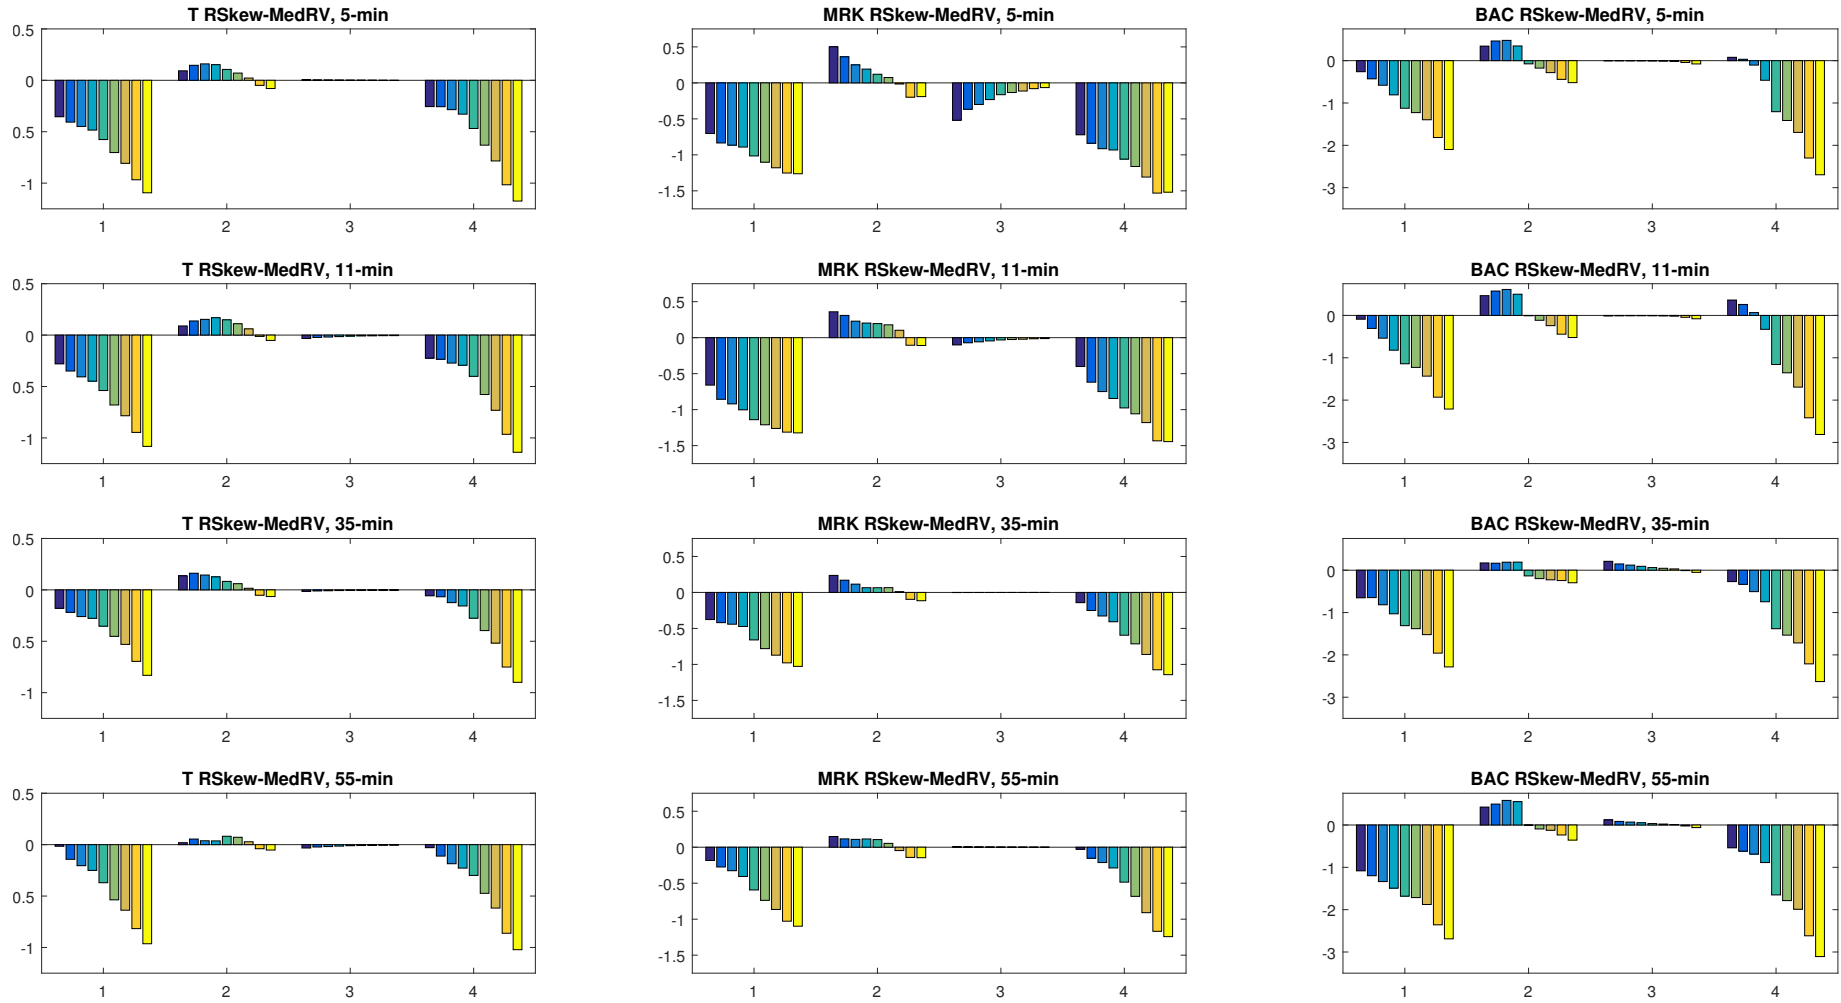 T RSkew-MedRV, 5-min
0.5
0
0.5
-1
1 2 3 4
MRK RSkew-MedRV, 5-min
0.5
0
-0.5
-1
-1.5
1 2 3 4
BAC RSkew-MedRV, 5-min
0
-1
-2
-3
1 2 3 4
T RSkew-MedRV, 11-min
0.5
0
0.5
-1
1 2 3 4
MRK RSkew-MedRV, 11-min
0.5
0
-0.5
-1
-1.5
1 2 3 4
BAC RSkew-MedRV, 11-min
0
-1
-2
-3
1 2 3 4
T RSkew-MedRV, 35-min
0.5
0
0.5
-1
1 2 3 4
MRK RSkew-MedRV, 35-min
0.5
0
-0.5
-1
-1.5
1 2 3 4
BAC RSkew-MedRV, 35-min
0
-1
-2
-3
1 2 3 4
T RSkew-MedRV, 55-min
0.5
0
0.5
-1
1 2 3 4
MRK RSkew-MedRV, 55-min
0.5
0
-0.5
-1
-1.5
1 2 3 4
BAC RSkew-MedRV, 55-min
0
-1
-2
-3
1 2 3 4